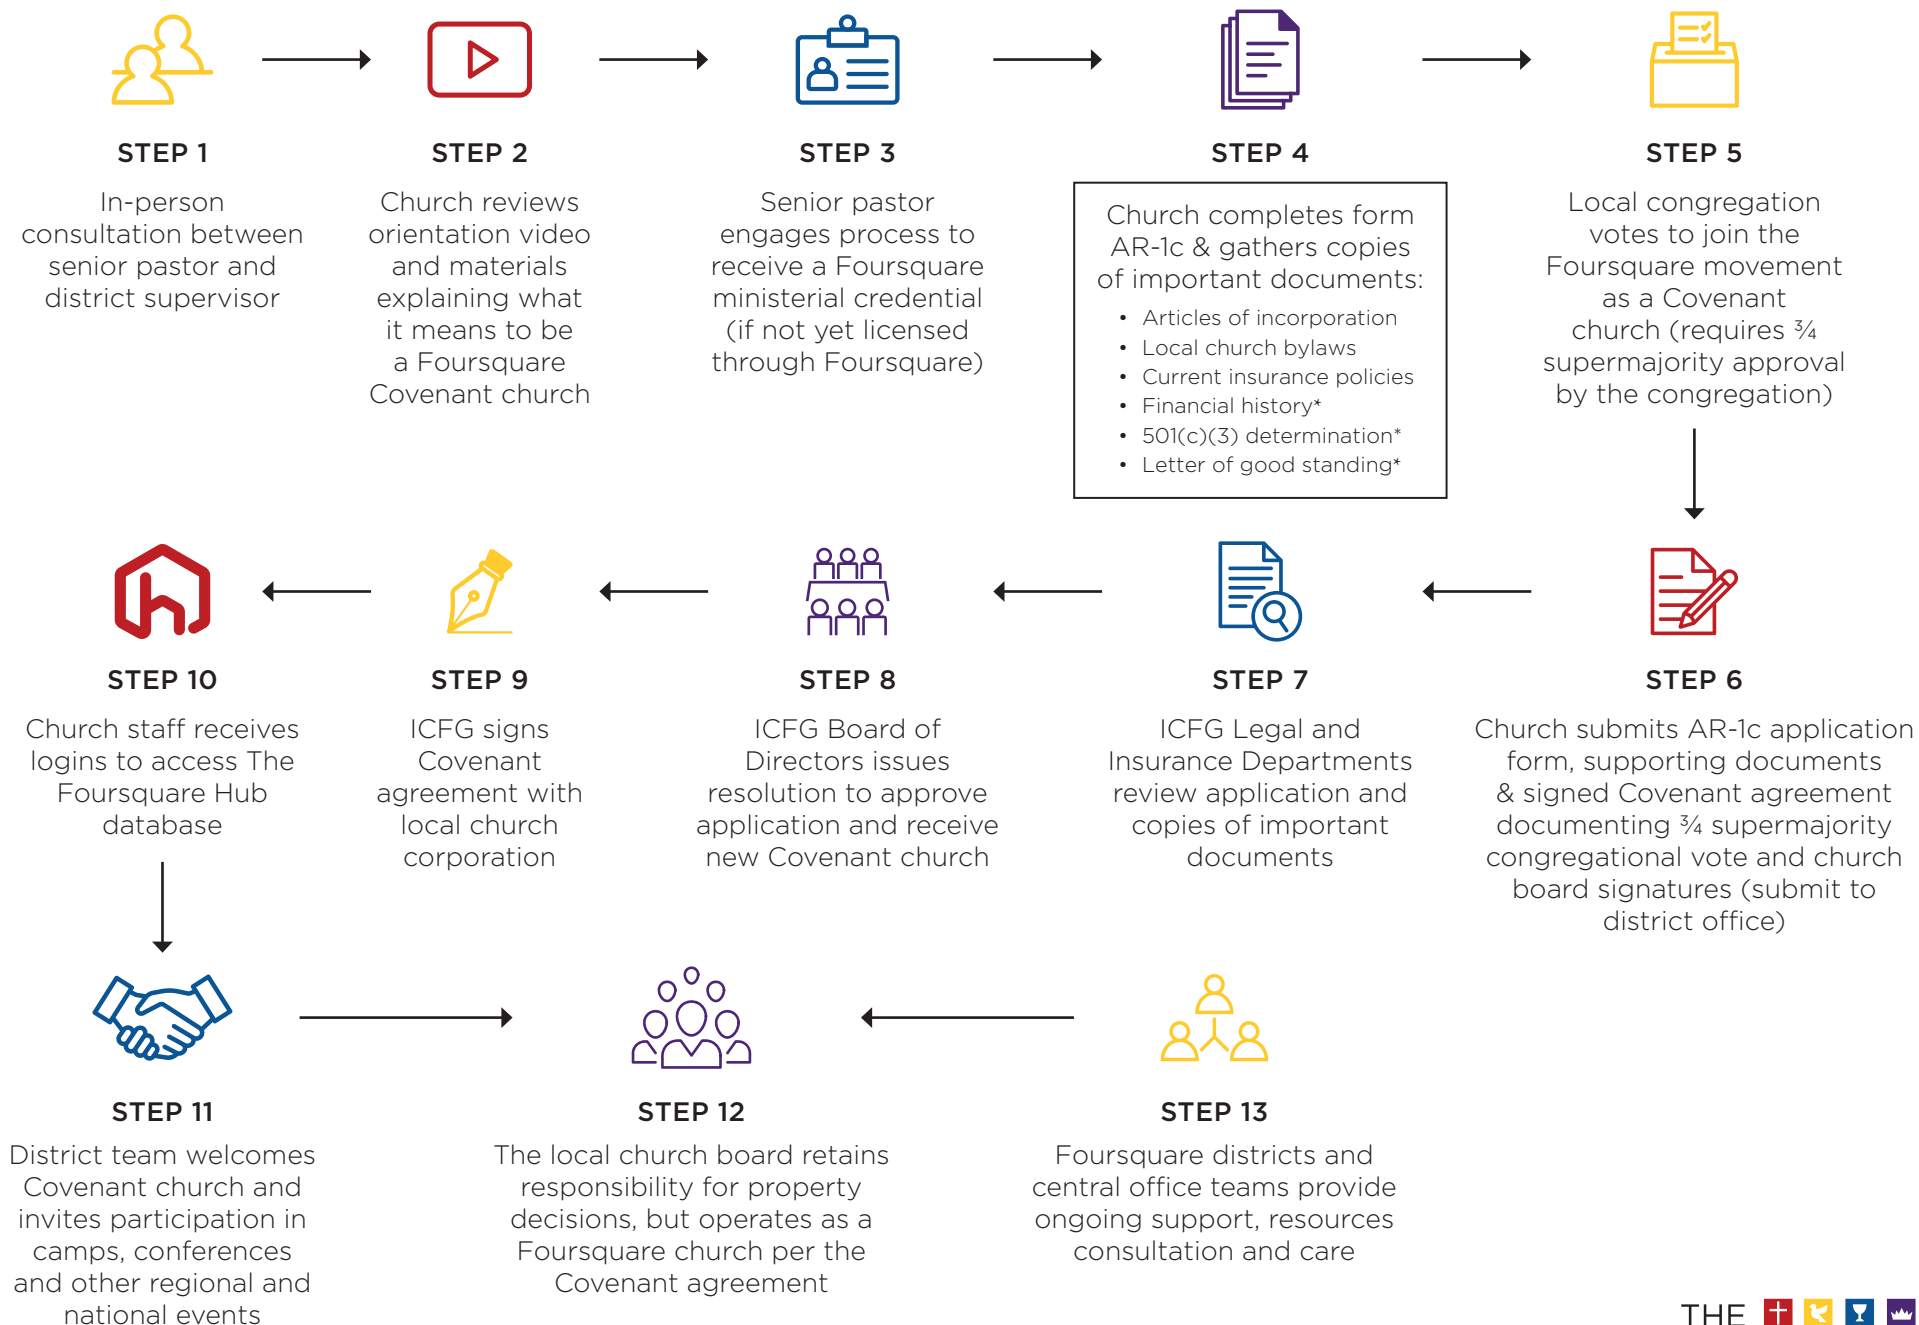 STEP 1
In-person
consultation between
senior pastor and
district supervisor
STEP 2
Church reviews
orientation video
and materials
explaining what
it means to be
a Foursquare
Covenant church
STEP 3
Senior pastor
engages process to
receive a Foursquare
ministerial credential
(if not yet licensed
through Foursquare)
STEP 4
Church completes form
AR-1c & gathers copies
of important documents:
• Articles of incorporation
• Local church bylaws
• Current insurance policies
• Financial history*
• 501(c)(3) determination*
• Letter of good standing*
STEP 5
Local congregation
votes to join the
Foursquare movement
as a Covenant
church (requires ¾
supermajority approval
by the congregation)
STEP 6
Church submits AR-1c application
form, supporting documents
& signed Covenant agreement
documenting ¾ supermajority
congregational vote and church
board signatures (submit to
district office)
STEP 7
ICFG Legal and
Insurance Departments
review application and
copies of important
documents
STEP 8
ICFG Board of
Directors issues
resolution to approve
application and receive
new Covenant church
STEP 9
ICFG signs
Covenant
agreement with
local church
corporation
STEP 10
Church staff receives
logins to access The
Foursquare Hub
database
STEP 11
District team welcomes
Covenant church and
invites participation in
camps, conferences
and other regional and
national events
STEP 12
The local church board retains
responsibility for property
decisions, but operates as a
Foursquare church per the
Covenant agreement
STEP 13
Foursquare districts and
central office teams provide
ongoing support, resources
consultation and care
THE